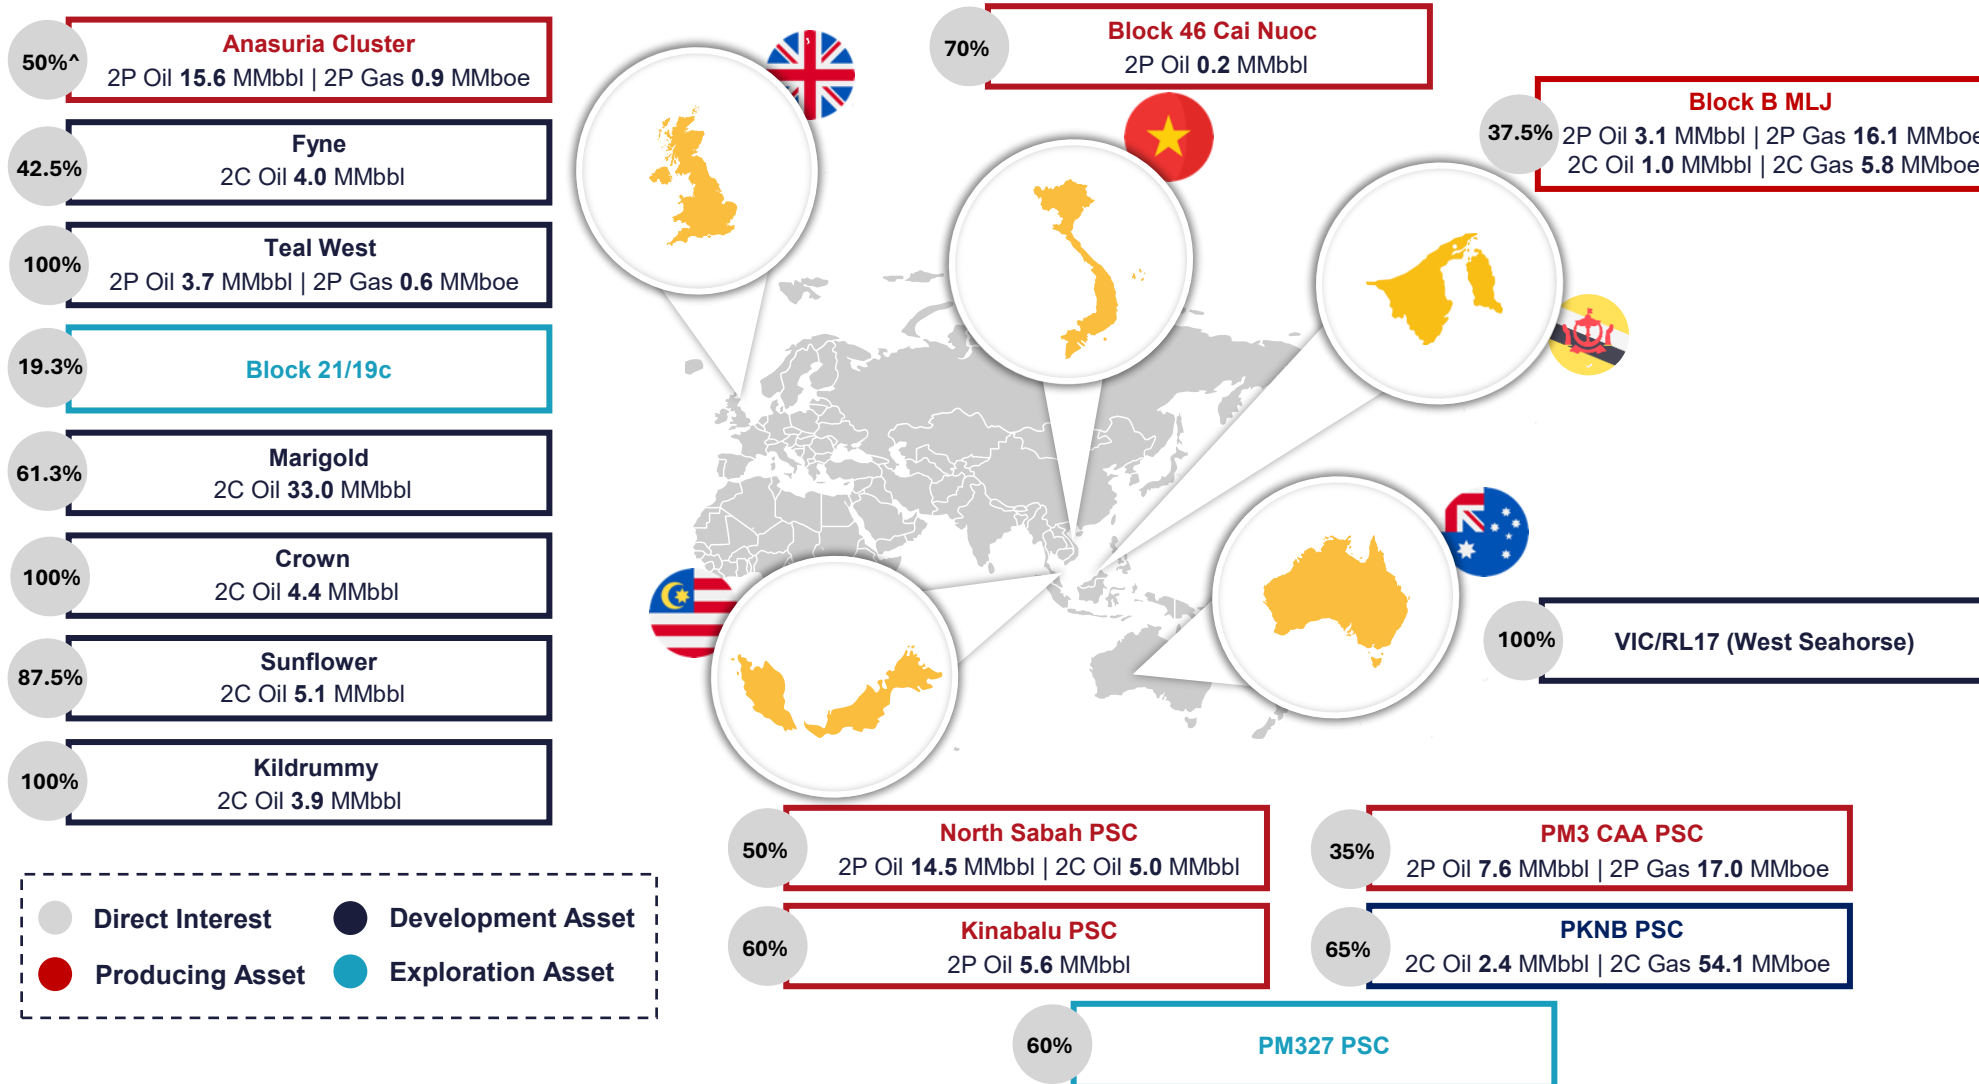 50%^
Anasuria Cluster
2P Oil 15.6 MMbbl | 2P Gas 0.9 MMboe
42.5%
Fyne
2C Oil 4.0 MMbbl
100%
Teal West
2P Oil 3.7 MMbbl | 2P Gas 0.6 MMboe
19.3%
Block 21/19c
61.3%
Marigold
2C Oil 33.0 MMbbl
100%
Crown
2C Oil 4.4 MMbbl
87.5%
Sunflower
2C Oil 5.1 MMbbl
100%
Kildrummy
2C Oil 3.9 MMbbl
70%
Block 46 Cai Nuoc
2P Oil 0.2 MMbbl
37.5%
Block B MLJ
2P Oil 3.1 MMbbl | 2P Gas 16.1 MMboe
2C Oil 1.0 MMbbl | 2C Gas 5.8 MMboe
100%
VIC/RL17 (West Seahorse)
50%
North Sabah PSC
2P Oil 14.5 MMbbl | 2C Oil 5.0 MMbbl
35%
PM3 CAA PSC
2P Oil 7.6 MMbbl | 2P Gas 17.0 MMboe
60%
Kinabalu PSC
2P Oil 5.6 MMbbl
65%
PKNB PSC
2C Oil 2.4 MMbbl | 2C Gas 54.1 MMboe
60%
PM327 PSC
Direct Interest
Development Asset
Producing Asset
Exploration Asset